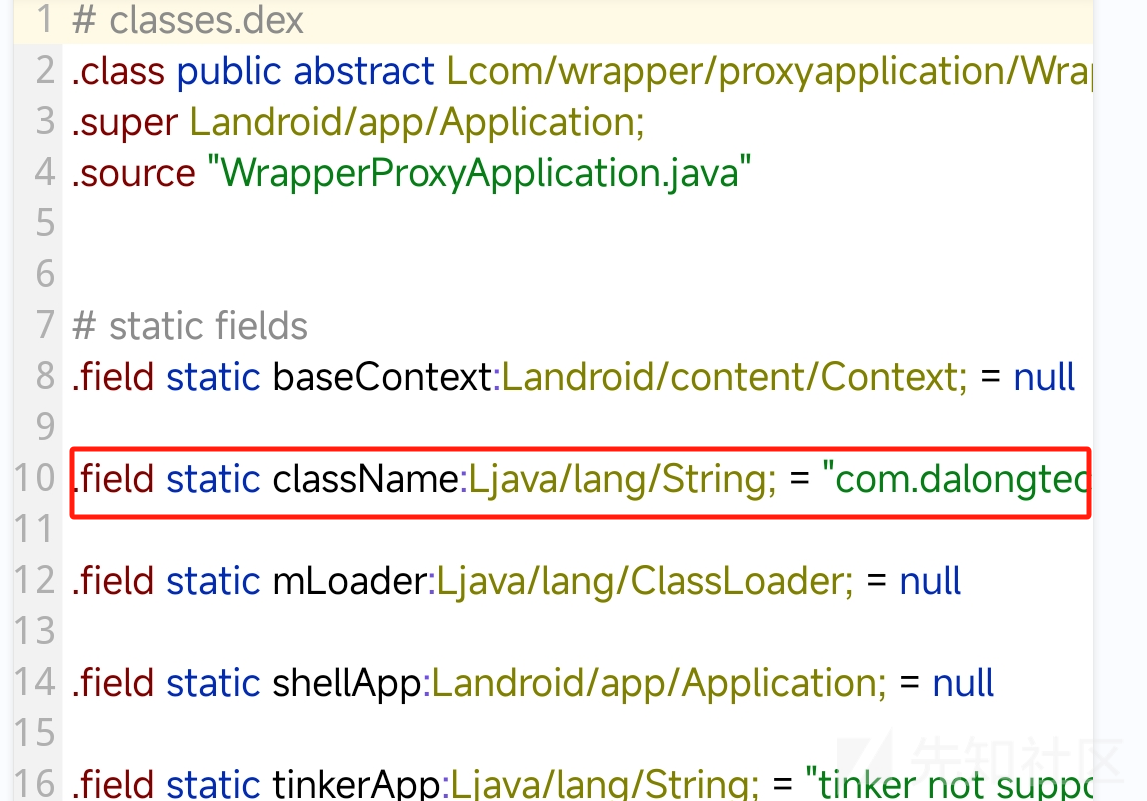 1 # classes.dex
2 .class public abstract Lcom/wrapper/proxyapplication/Wrap
3 .super Landroid/app/Application;
4 .source "WrapperProxyApplication.java"
5
6
7 # static fields
8 .field static baseContext:Landroid/content/Context; = null
9
10 .field static className:Ljava/lang/String; = "com.dalongtec
11
12 .field static mLoader:Ljava/lang/ClassLoader; = null
13
14 .field static shellApp:Landroid/app/Application; = null
15
16 .field static tinkerApp:Ljava/lang/String; = "tinker not suppo
先知社区